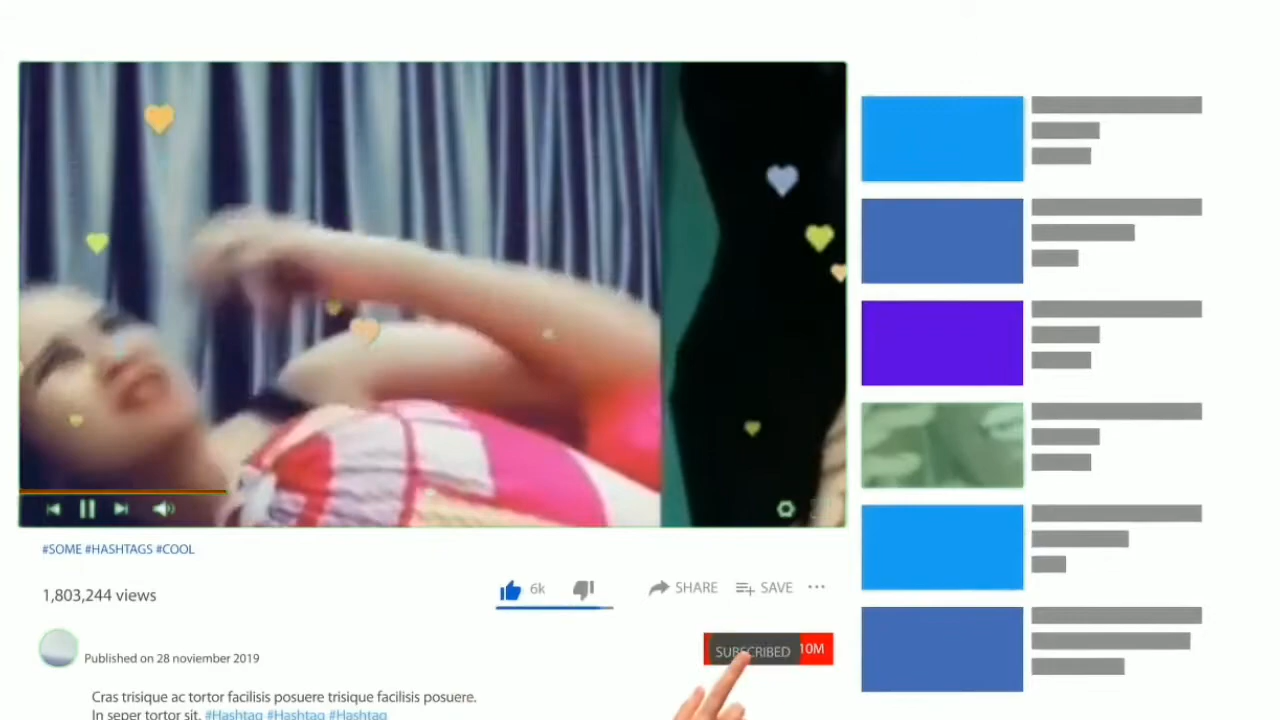 #SOME #HASHTAGS #COOL
1,803,244 views
6k
SHARE
SAVE
Published on 28 noviember 2019
SUBSCRIBED 10M
Cras trisique ac tortor facilisis posuere trisique facilisis posuere.
In seper tortor sit. #Hashtag #Hashtag #Hashtag